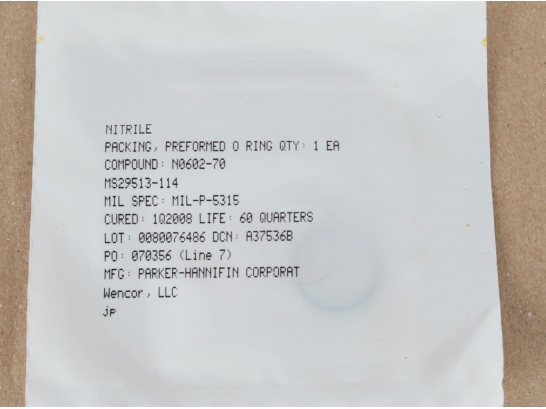 NITRILE
PACKING, PREFORMED O RING QTY: 1 EA
COMPOUND: N0602-70
MS29513-114
MIL SPEC: MIL-P-5315
CURED: 1Q2008 LIFE: 60 QUARTERS
LOT: 0080076486 DCN: A37536B
PO: 070356 (Line 7)
MFG: PARKER-HANNIFIN CORPORAT
Wencor, LLC
jp